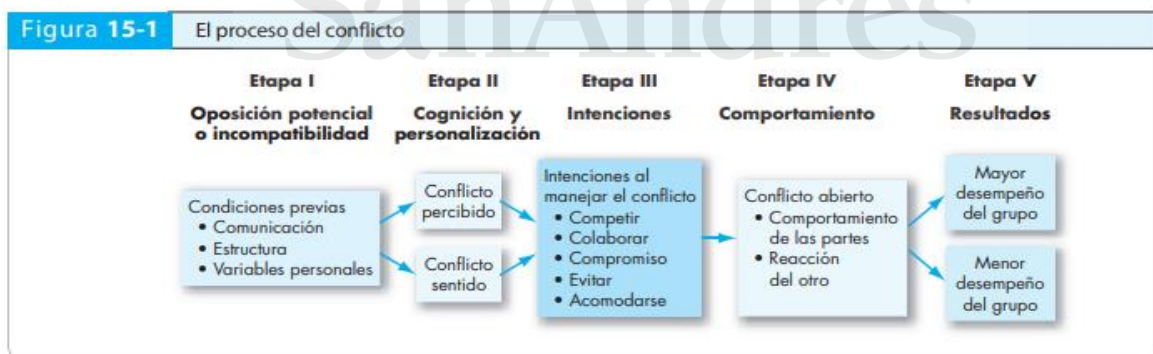 SanAndrés
Figura 15-1
El proceso del conflicto
Etapa I
Oposición potencial
o incompatibilidad
Etapa II
Cognición y
personalización
Etapa III
Intenciones
Etapa IV
Comportamiento
Etapa V
Resultados
Condiciones previas
• Comunicación
• Estructura
• Variables personales
Conflicto
percibido
Conflicto
sentido
Intenciones al
manejar el conflicto
• Competir
• Colaborar
• Compromiso
• Evitar
• Acomodarse
Conflicto abierto
• Comportamiento
de las partes
• Reacción
del otro
Mayor
desempeño
del grupo
Menor
desempeño
del grupo